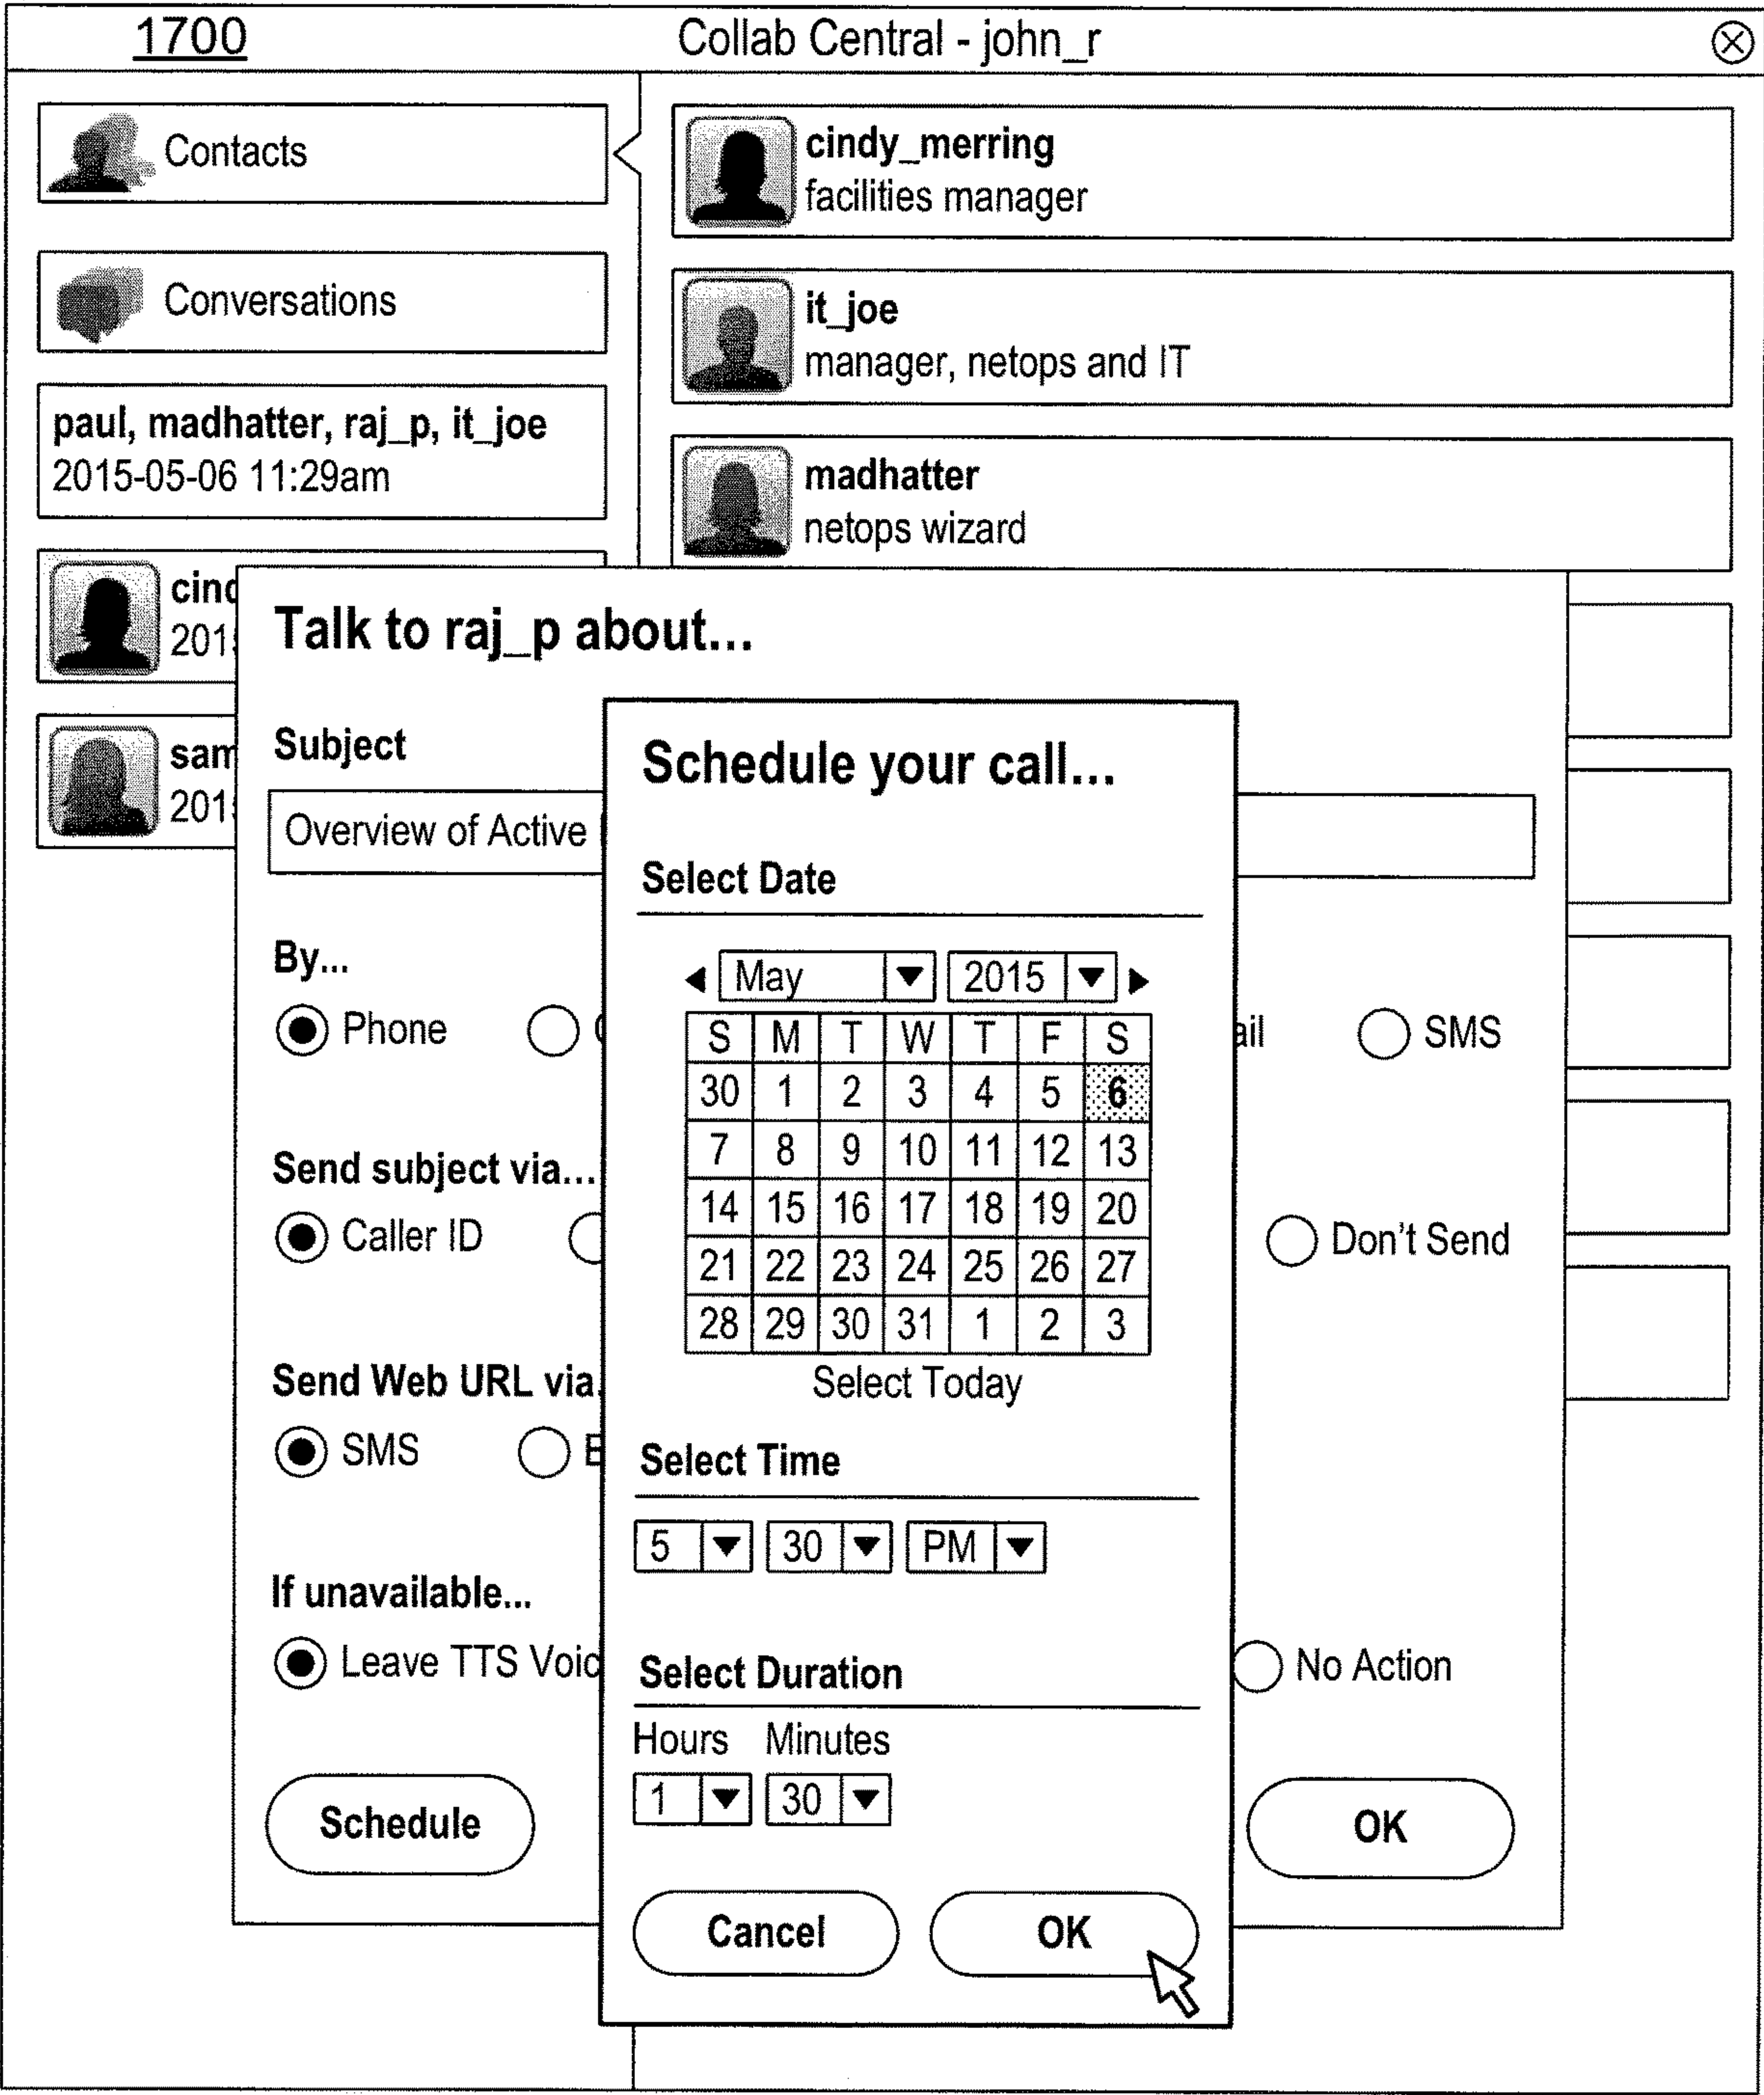 1700
Collab Central - john_r
Contacts
Conversations
paul, madhatter, raj_p, it_joe
2015-05-06 11:29am
cindy_merring
facilities manager
it_joe
manager, netops and IT
madhatter
netops wizard
Talk to raj_p about...
Subject
Overview of Active
By...
Phone
SMS
Send subject via...
Caller ID
Don't Send
Send Web URL via.
SMS
If unavailable...
Leave TTS
No Action
Schedule
OK
Schedule your call...
Select Date
May 2015
S M T W T F S
30 1 2 3 4 5 6
7 8 9 10 11 12 13
14 15 16 17 18 19 20
21 22 23 24 25 26 27
28 29 30 31 1 2 3
Select Today
Select Time
5 30 PM
Select Duration
Hours Minutes
1 30
Cancel OK